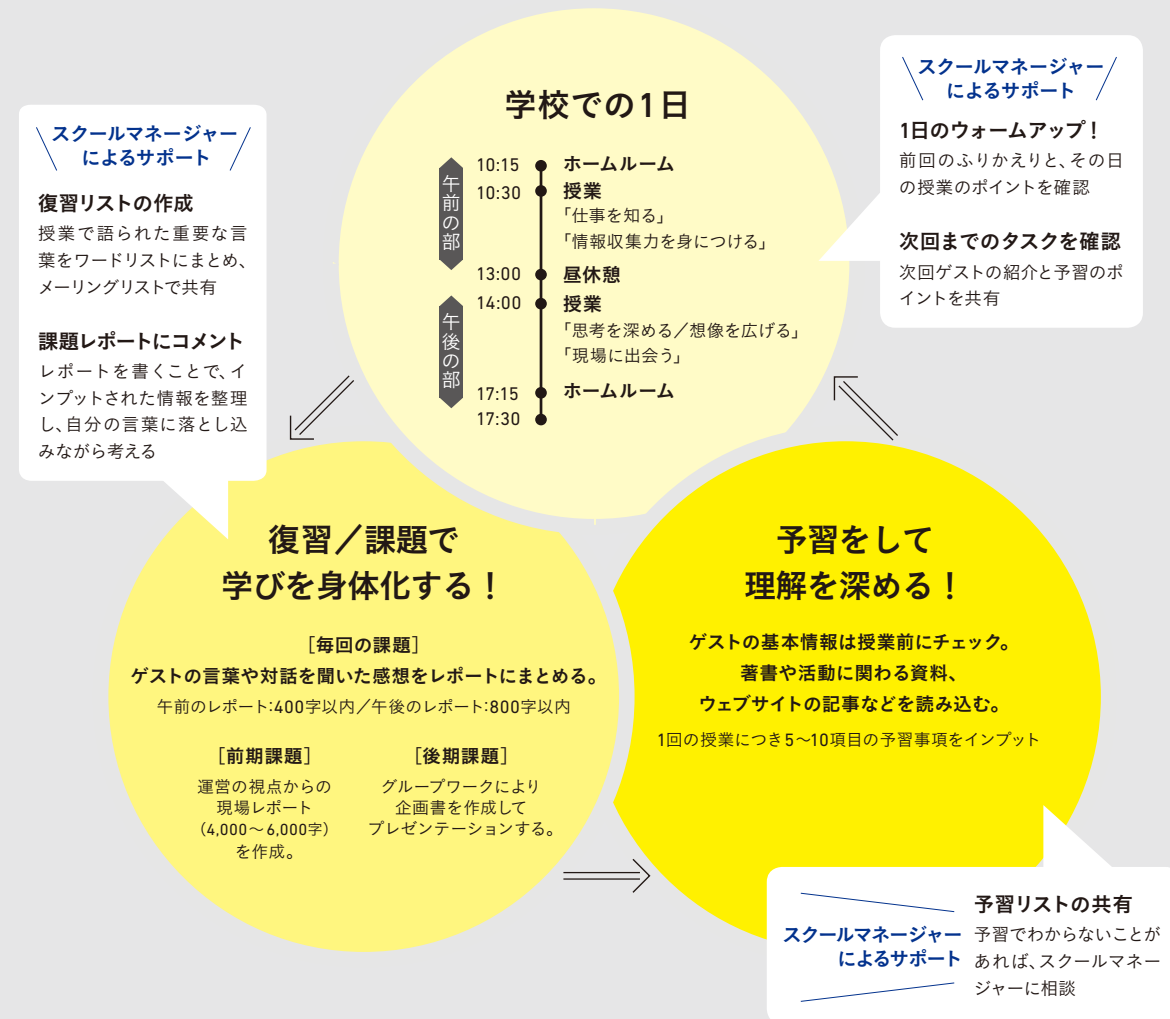 学校での1日
午前の部
10:15 ホームルーム
10:30 授業
「仕事を知る」
「情報収集力を身につける」
13:00 昼休憩
午後の部
14:00 授業
「思考を深める／想像を広げる」
「現場に出会う」
17:15 ホームルーム
17:30
スクールマネージャー
によるサポート
1日のウォームアップ！
前回のふりかえりと、その日
の授業のポイントを確認
次回までのタスクを確認
次回ゲストの紹介と予習のポ
イントを共有
スクールマネージャー
によるサポート
復習リストの作成
授業で語られた重要な言
葉をワードリストにまとめ、
メーリングリストで共有
課題レポートにコメント
レポートを書くことで、イ
ンプットされた情報を整理
し、自分の言葉に落とし込
みながら考える
復習／課題で
学びを身体化する！
［毎回の課題］
ゲストの言葉や対話を聞いた感想をレポートにまとめる。
午前のレポート：400字以内／午後のレポート：800字以内
［前期課題］
運営の視点からの
現場レポート
（4,000〜6,000字）
を作成。
［後期課題］
グループワークにより
企画書を作成して
プレゼンテーションする。
予習をして
理解を深める！
ゲストの基本情報は授業前にチェック。
著書や活動に関わる資料、
ウェブサイトの記事などを読み込む。
1回の授業につき5〜10項目の予習事項をインプット
スクールマネージャー
によるサポート
予習リストの共有
予習でわからないことが
あれば、スクールマネー
ジャーに相談